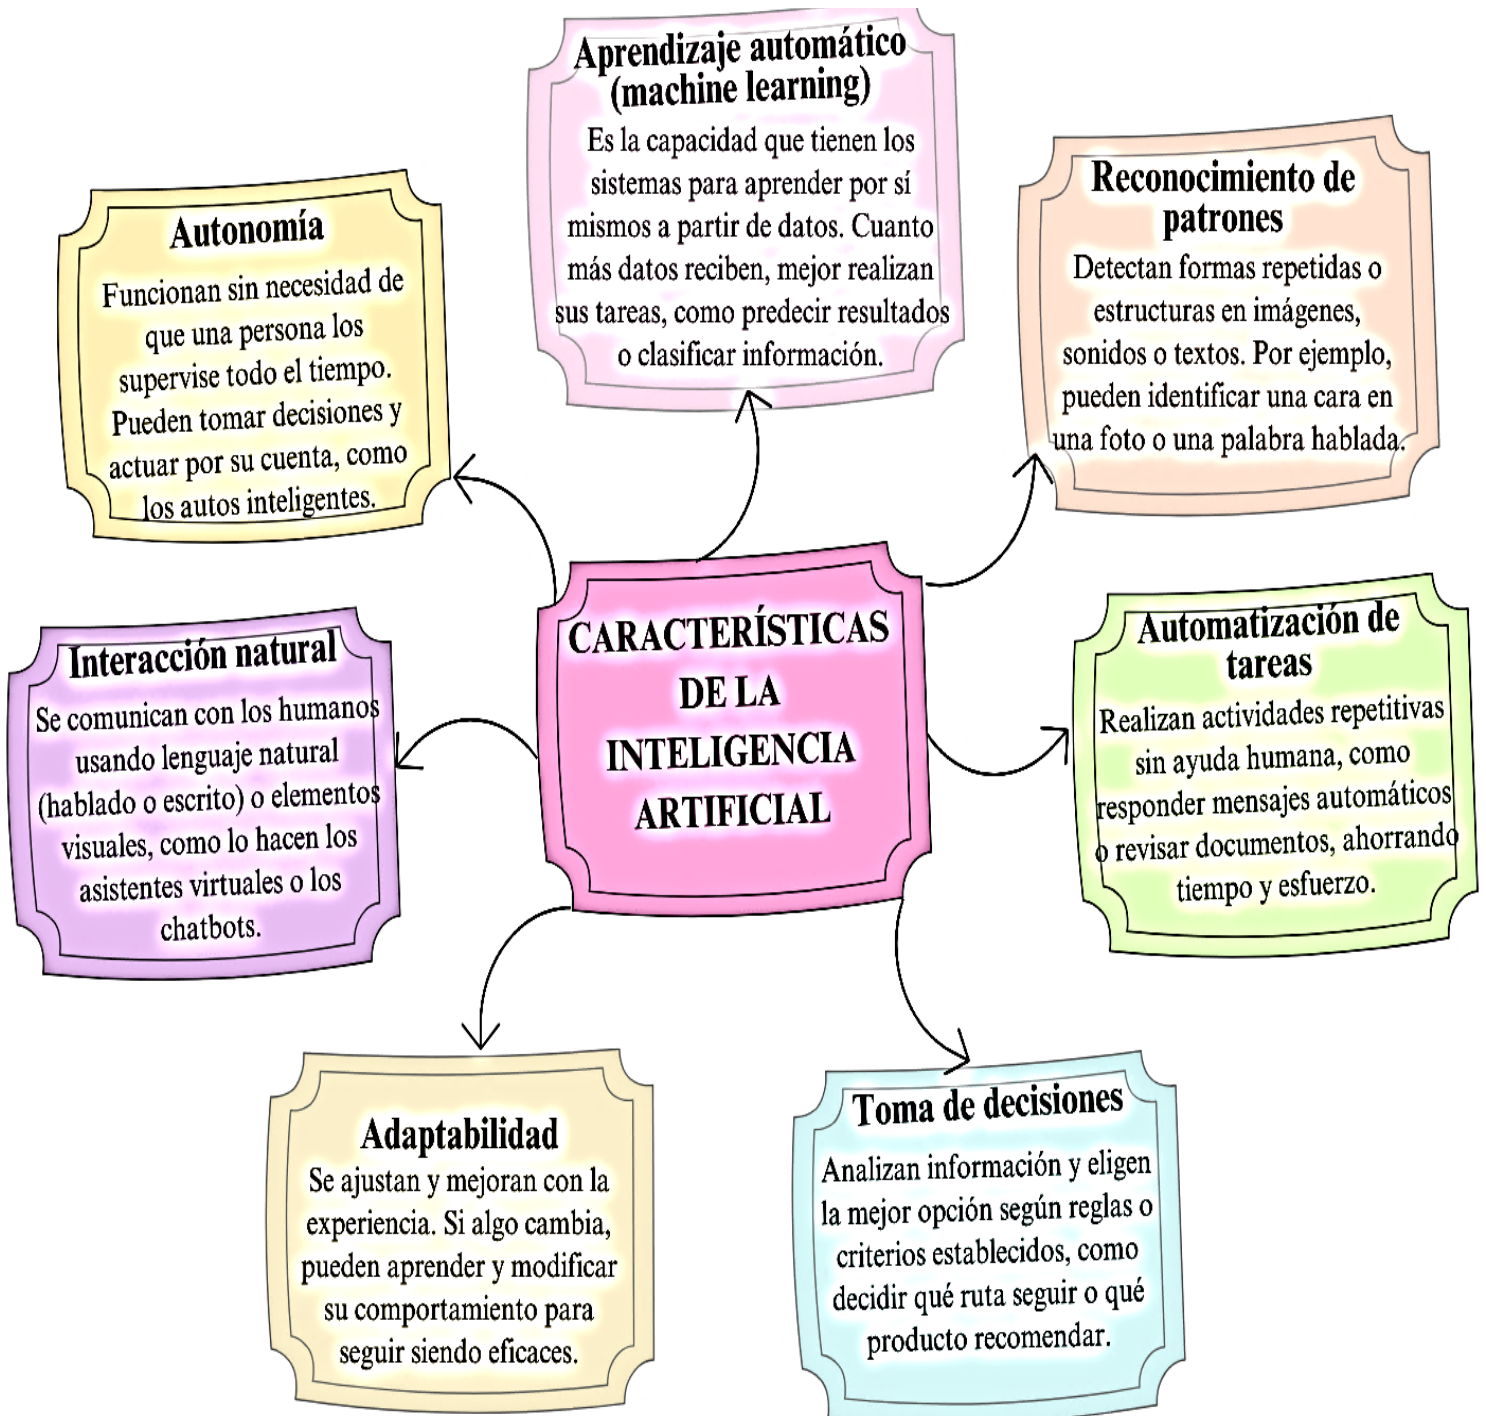 Aprendizaje automático
(machine learning)
Es la capacidad que tienen los
sistemas para aprender por sí
mismos a partir de datos. Cuanto
más datos reciben, mejor realizan
sus tareas, como predecir resultados
o clasificar información.
Reconocimiento de
patrones
Detectan formas repetidas o
estructuras en imágenes,
sonidos o textos. Por ejemplo,
pueden identificar una cara en
una foto o una palabra hablada.
Autonomía
Funcionan sin necesidad de
que una persona los
supervise todo el tiempo.
Pueden tomar decisiones y
actuar por su cuenta, como
los autos inteligentes.
CARACTERÍSTICAS
DE LA
INTELIGENCIA
ARTIFICIAL
Interacción natural
Se comunican con los humanos
usando lenguaje natural
(hablado o escrito) o elementos
visuales, como lo hacen los
asistentes virtuales o los
chatbots.
Automatización de
tareas
Realizan actividades repetitivas
sin ayuda humana, como
responder mensajes automáticos
o revisar documentos, ahorrando
tiempo y esfuerzo.
Adaptabilidad
Se ajustan y mejoran con la
experiencia. Si algo cambia,
pueden aprender y modificar
su comportamiento para
seguir siendo eficaces.
Toma de decisiones
Analizan información y eligen
la mejor opción según reglas o
criterios establecidos, como
decidir qué ruta seguir o qué
producto recomendar.